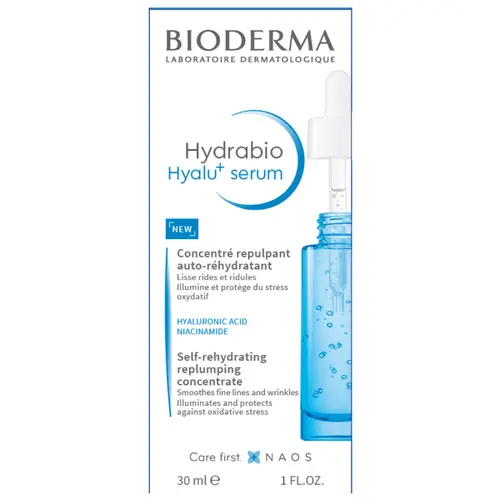 BIODERMA
LABORATOIRE DERMATOLOGIQUE
Hydrabio
Hyalu+ serum
NEW
Concentré repulpant
auto-réhydratant
Lisse rides et ridules
Illumine et protège du stress
oxydatif
HYALURONIC ACID
NIACINAMIDE
Self-rehydrating
replumping
concentrate
Smoothes fine lines and wrinkles
Illuminates and protects
against oxidative stress
Care first. NAOS
30 ml ℮ 1 FL.OZ.